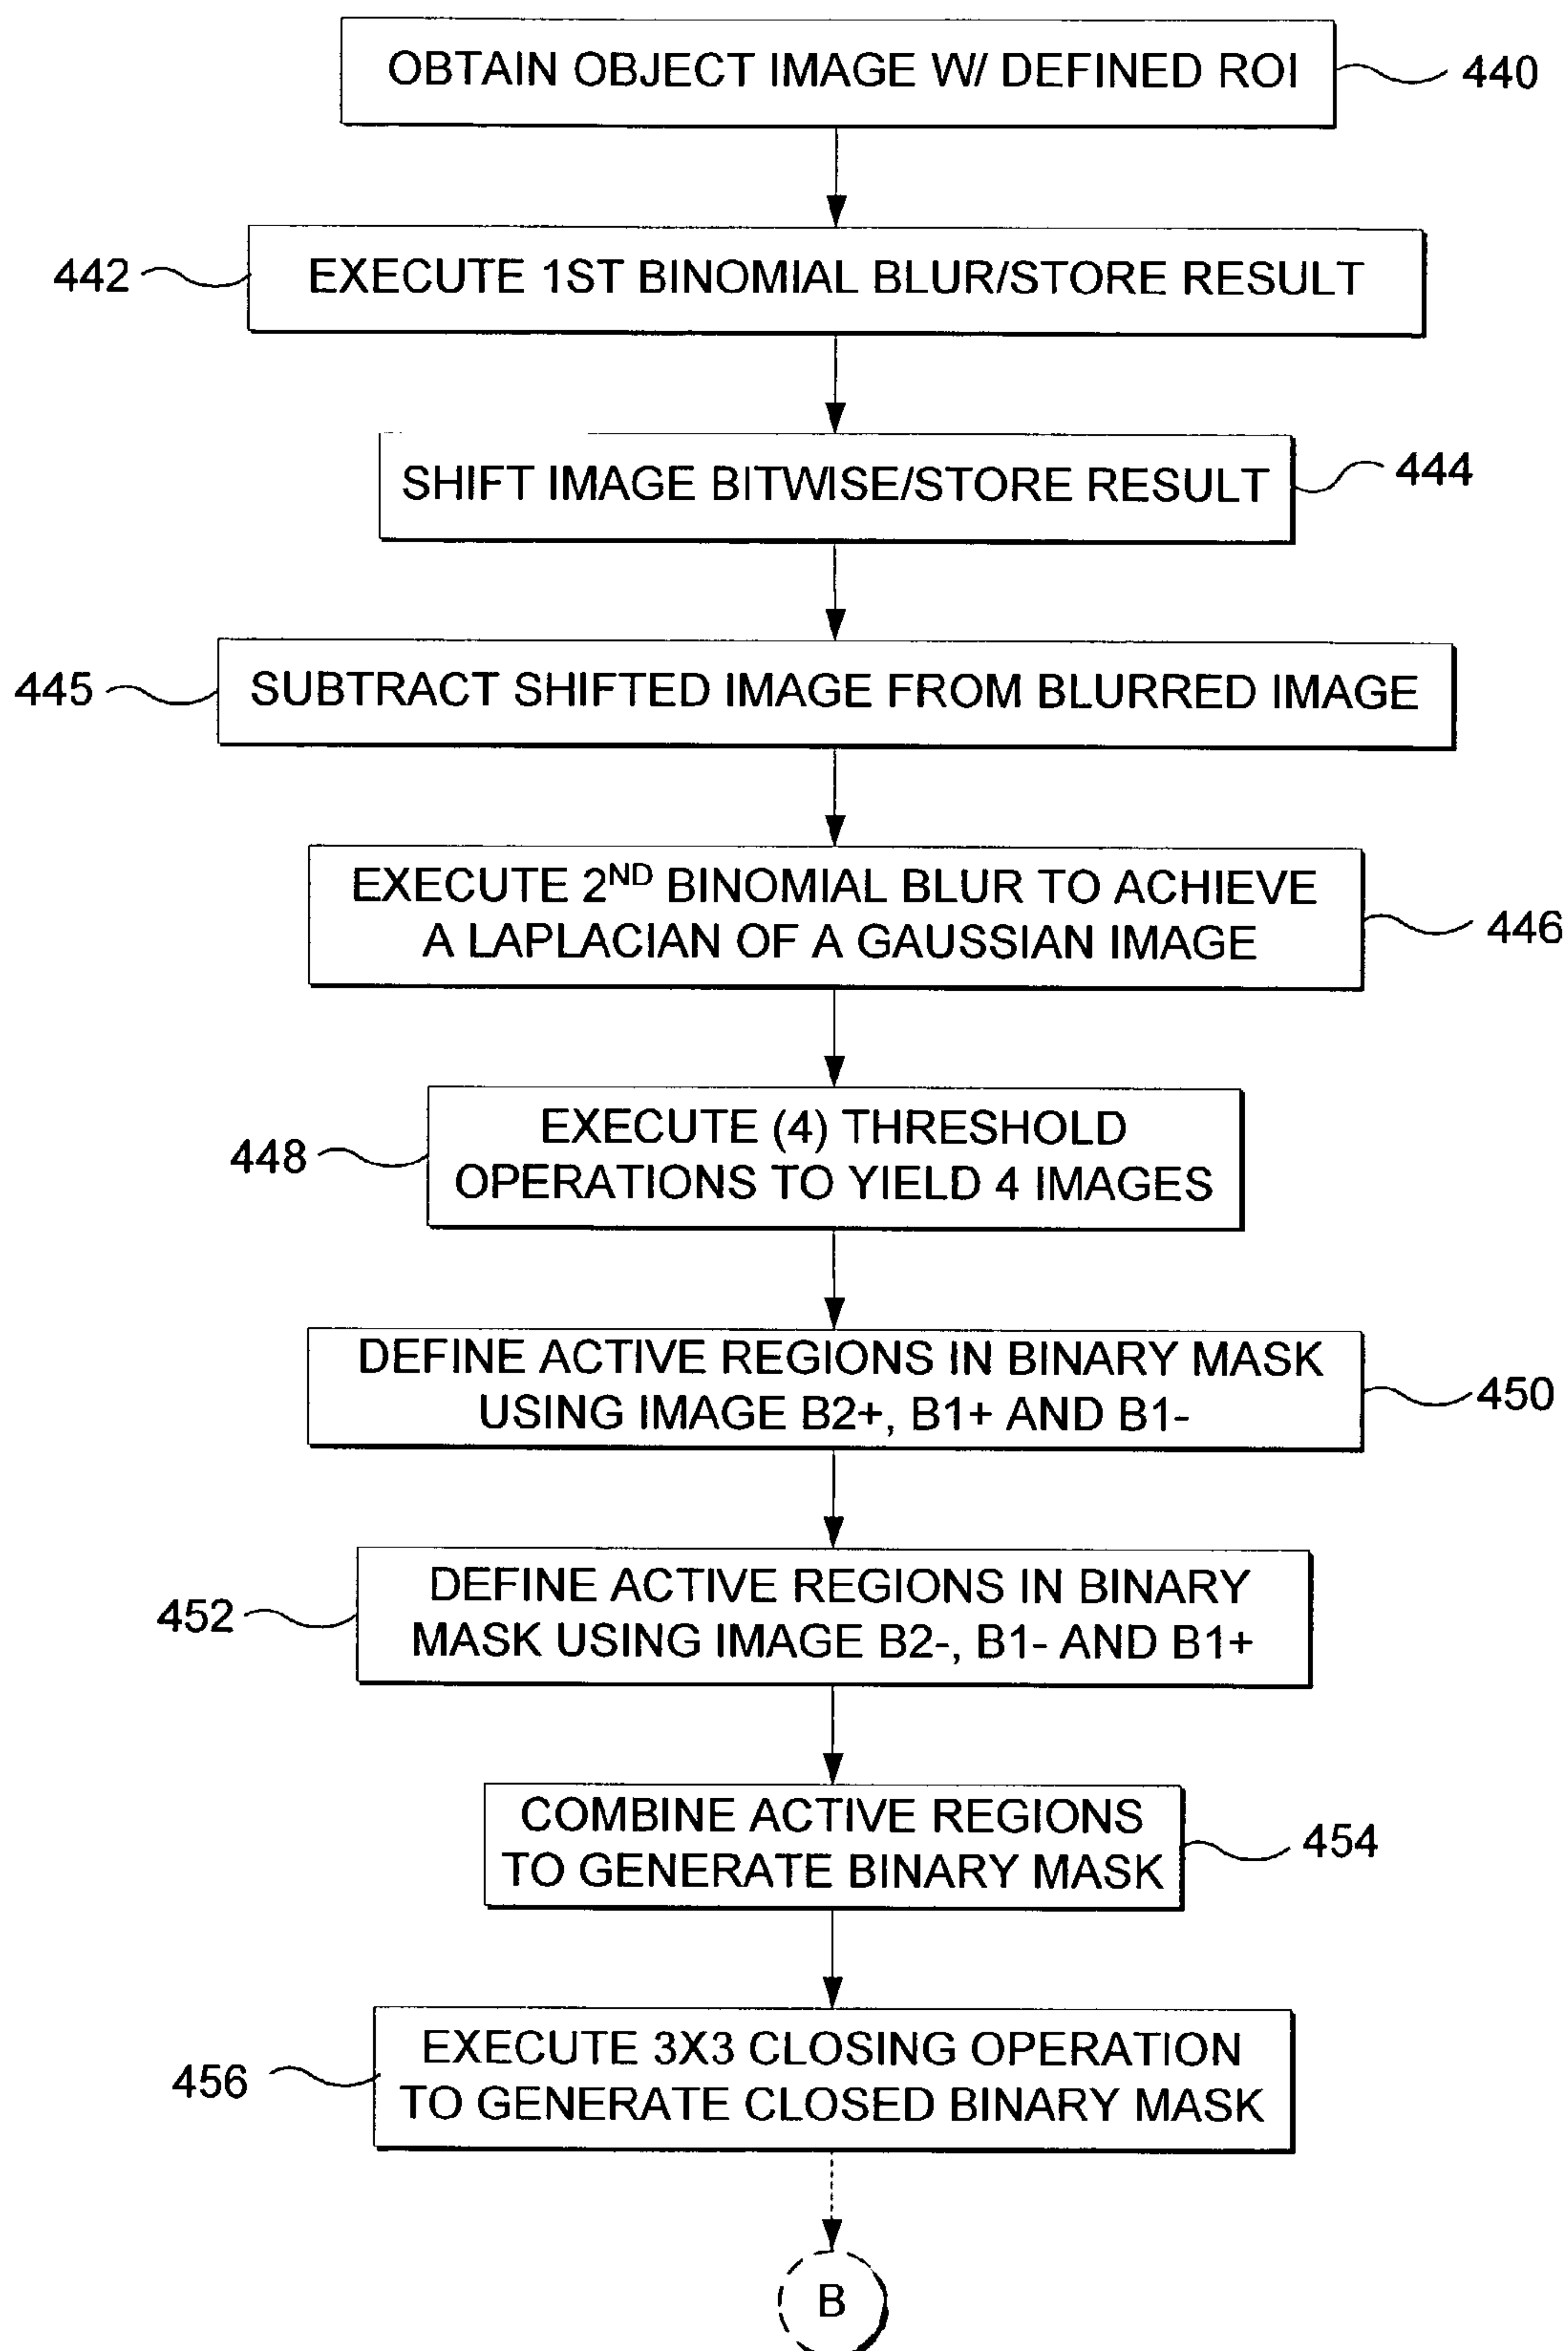 OBTAIN OBJECT IMAGE W/ DEFINED ROI
440
442
EXECUTE 1ST BINOMIAL BLUR/STORE RESULT
SHIFT IMAGE BITWISE/STORE RESULT
444
445
SUBTRACT SHIFTED IMAGE FROM BLURRED IMAGE
EXECUTE 2ND BINOMIAL BLUR TO ACHIEVE
A LAPLACIAN OF A GAUSSIAN IMAGE
446
448
EXECUTE (4) THRESHOLD
OPERATIONS TO YIELD 4 IMAGES
DEFINE ACTIVE REGIONS IN BINARY MASK
USING IMAGE B2+, B1+ AND B1-
450
452
DEFINE ACTIVE REGIONS IN BINARY
MASK USING IMAGE B2-, B1- AND B1+
COMBINE ACTIVE REGIONS
TO GENERATE BINARY MASK
454
456
EXECUTE 3X3 CLOSING OPERATION
TO GENERATE CLOSED BINARY MASK
B